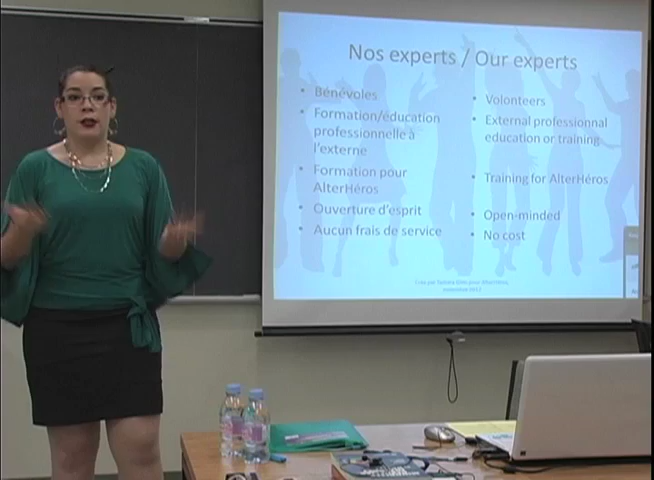 Nos experts / Our experts
• Bénévoles
• Formation/éducation
professionnelle à
l'externe
• Formation pour
AlterHéros
• Ouverture d'esprit
• Aucun frais de service
• Volonteers
• External professionnal
education or training
• Training for AlterHéros
• Open-minded
• No cost